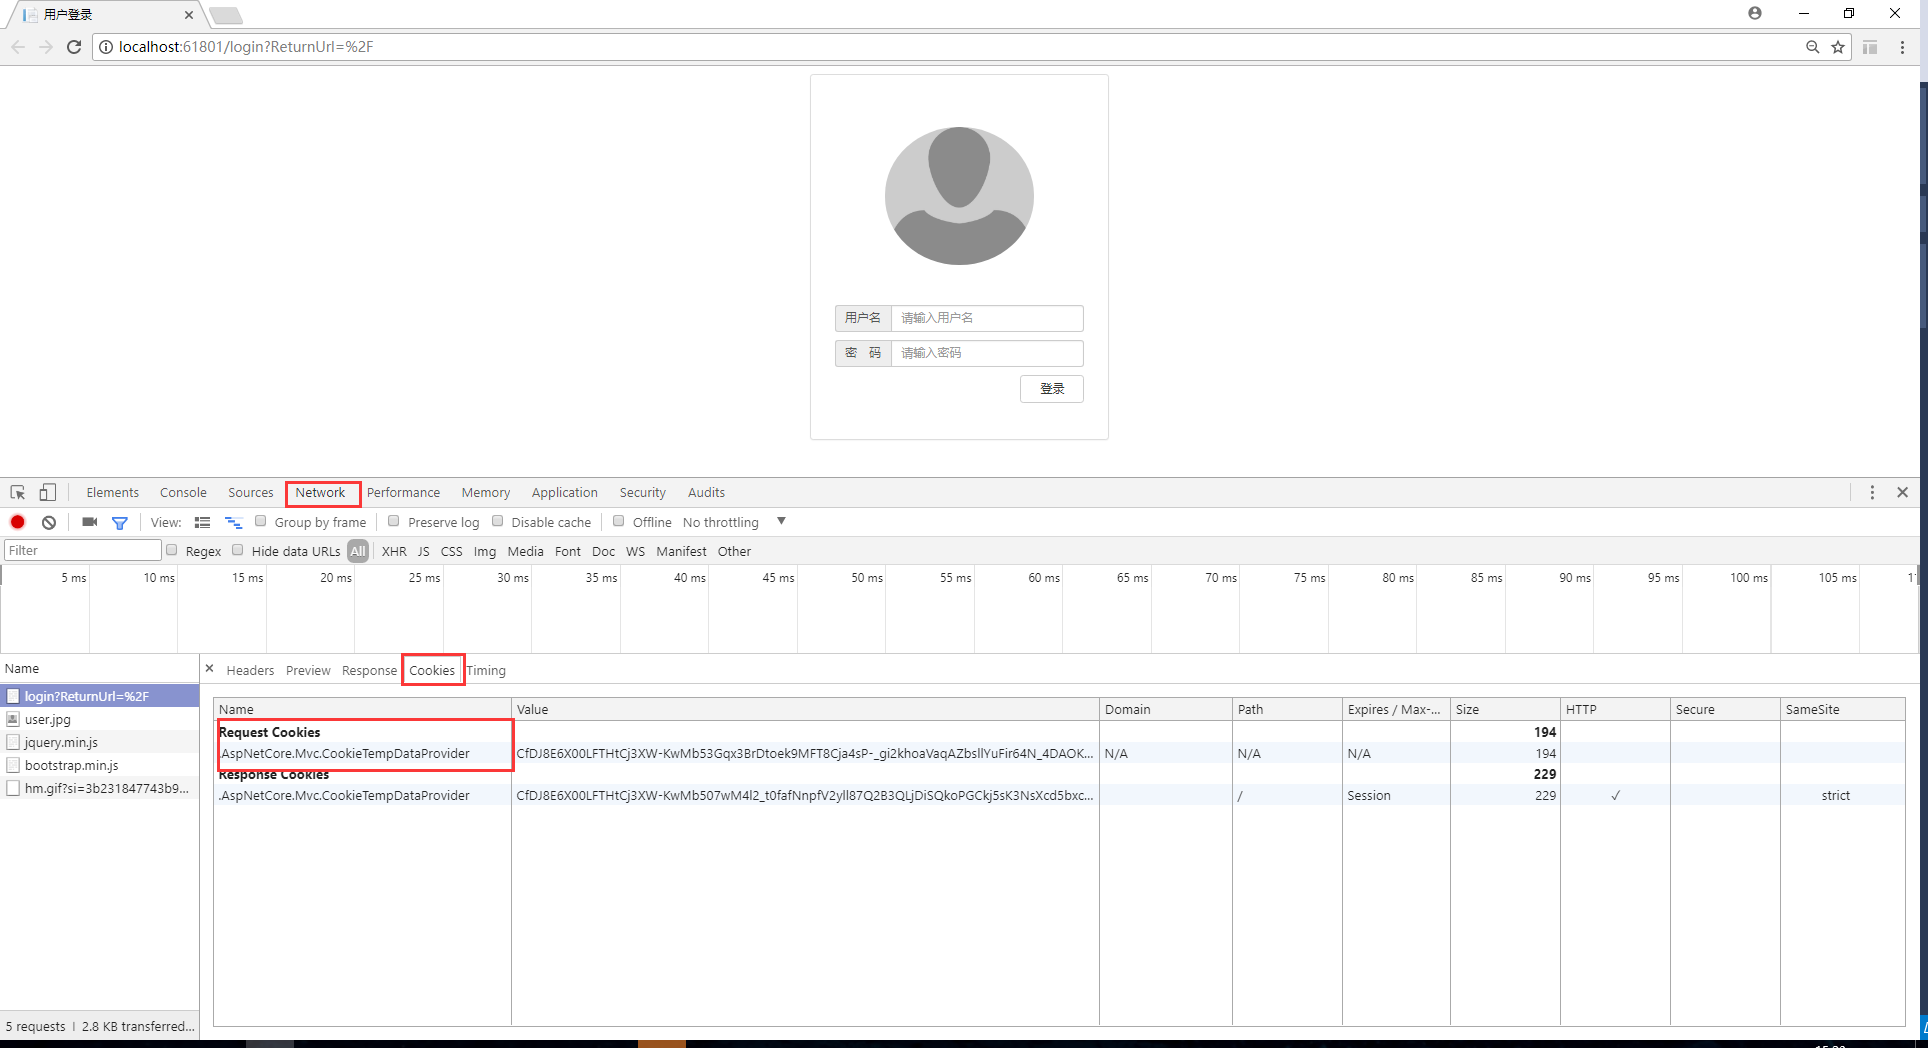 用户登录
localhost:61801/login?ReturnUrl=%2F
用户名 请输入用户名
密 码 请输入密码
登录
Elements Console Sources Network Performance Memory Application Security Audits
View: Group by frame Preserve log Disable cache Offline No throttling
Filter Regex Hide data URLs All XHR JS CSS Img Media Font Doc WS Manifest Other
5 ms 10 ms 15 ms 20 ms 25 ms 30 ms 35 ms 40 ms 45 ms 50 ms 55 ms 60 ms 65 ms 70 ms 75 ms 80 ms 85 ms 90 ms 95 ms 100 ms 105 ms
Name
login?ReturnUrl=%2F
user.jpg
jquery.min.js
bootstrap.min.js
hm.gif?si=3b231847743b9...
5 requests | 2.8 KB transferred...
Headers Preview Response Cookies Timing
Name Value Domain Path Expires / Max-... Size HTTP Secure SameSite
Request Cookies 194
.AspNetCore.Mvc.CookieTempDataProvider CfDJ8E6X00LFTHtCj3XW-KwMb53Gqx3BrDtoek9MFT8Cja4sP-_gi2khoaVaqAZbsllYuFir64N_4DAOK... N/A N/A N/A 194
Response Cookies 229
.AspNetCore.Mvc.CookieTempDataProvider CfDJ8E6X00LFTHtCj3XW-KwMb507wM4l2_t0fafNnpfV2yll87Q2B3QLjDiSQkoPGCkj5sK3NsXcd5bxc... / Session 229 ✓ strict